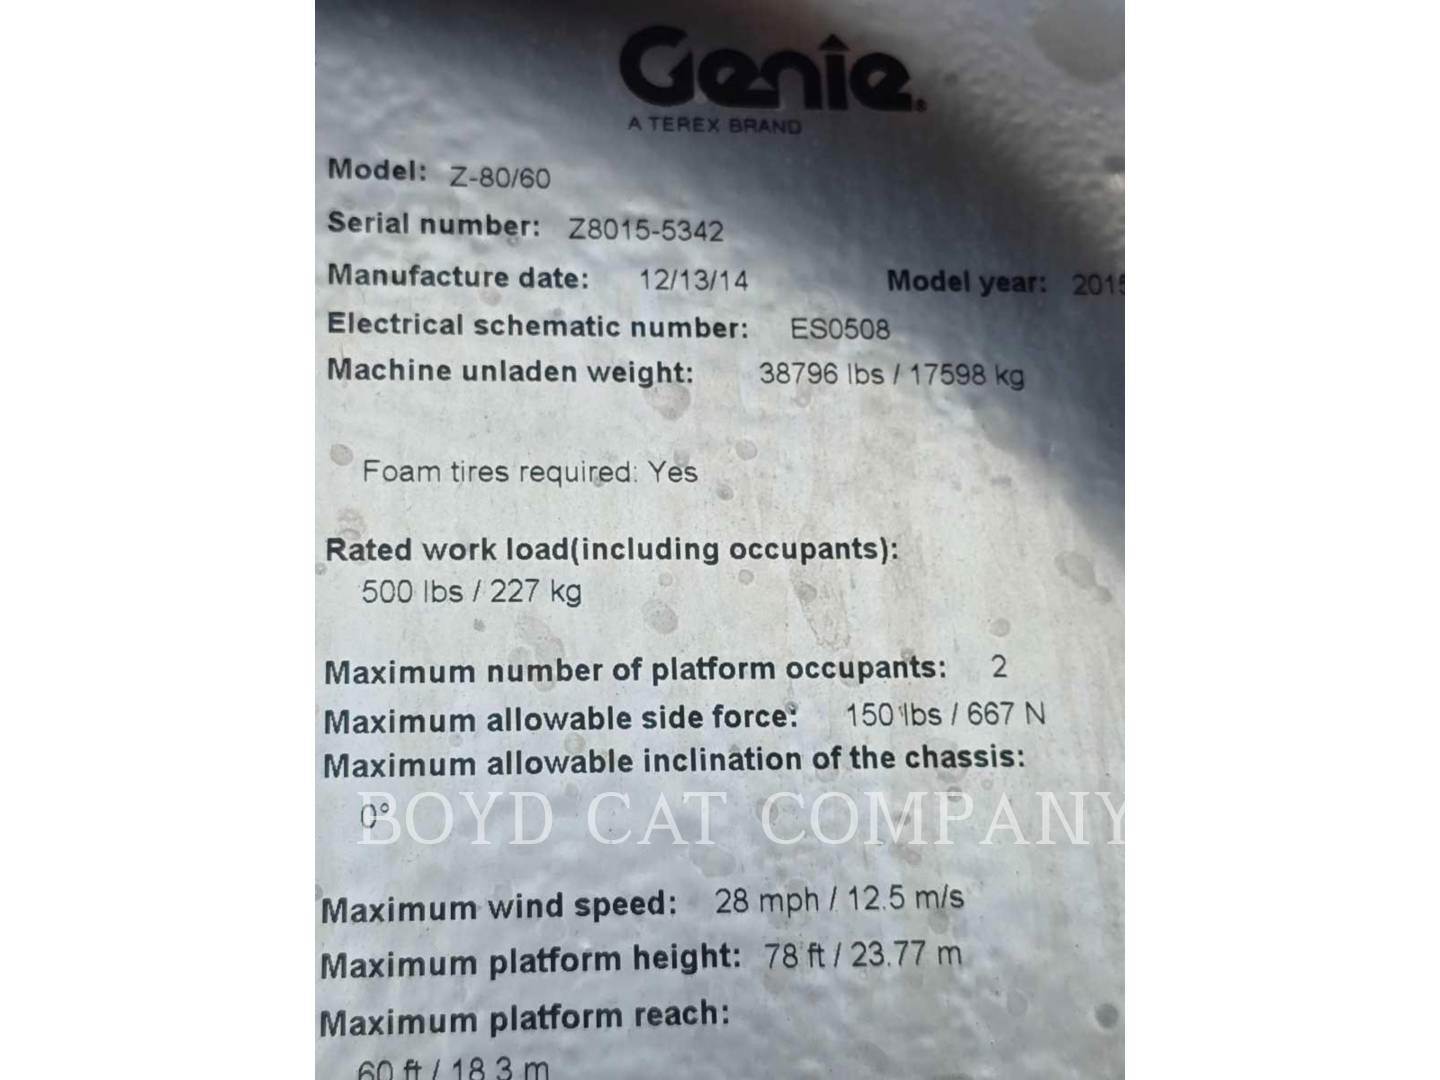 Genie.
A TEREX BRAND
Model: Z-80/60
Serial number: Z8015-5342
Manufacture date: 12/13/14 Model year: 2015
Electrical schematic number: ES0508
Machine unladen weight: 38796 lbs / 17598 kg
Foam tires required: Yes
Rated work load(including occupants):
500 lbs / 227 kg
Maximum number of platform occupants: 2
Maximum allowable side force: 150 lbs / 667 N
Maximum allowable inclination of the chassis:
0°
BOYD CAT COMPANY
Maximum wind speed: 28 mph / 12.5 m/s
Maximum platform height: 78 ft / 23.77 m
Maximum platform reach:
60 ft / 18.3 m